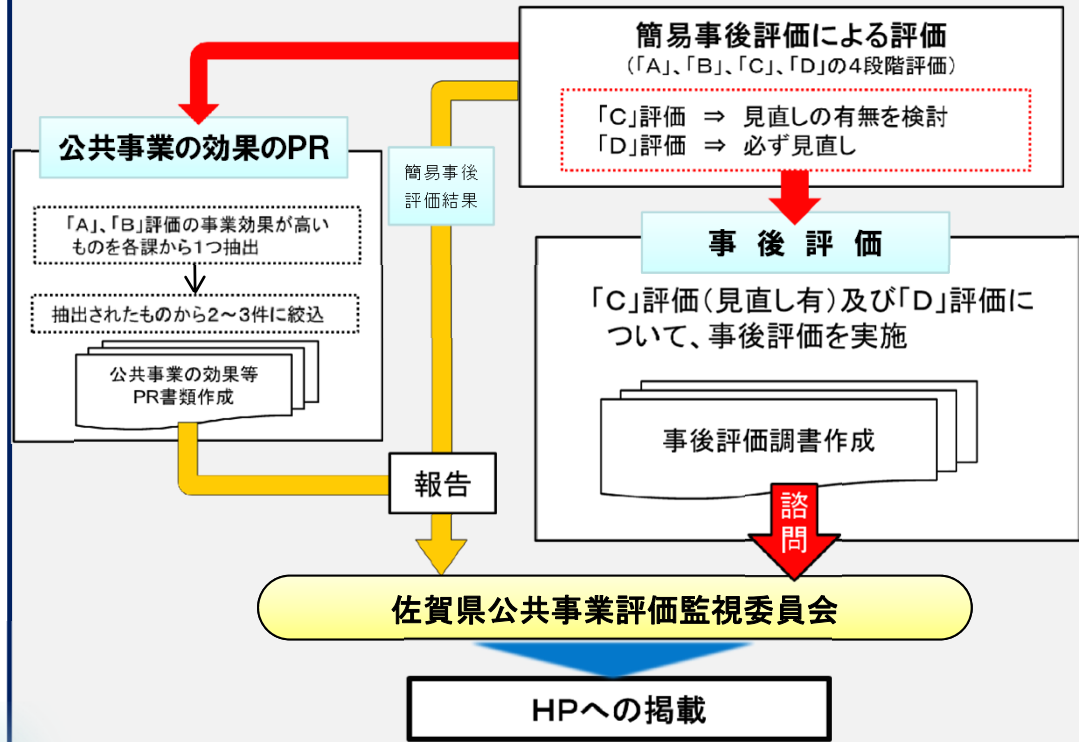 簡易事後評価による評価
(「A」、「B」、「C」、「D」の4段階評価)
「C」評価 ⇒ 見直しの有無を検討
「D」評価 ⇒ 必ず見直し
公共事業の効果のPR
「A」、「B」評価の事業効果が高い
ものを各課から1つ抽出
抽出されたものから2～3件に絞込
公共事業の効果等
PR書類作成
簡易事後
評価結果
事後評価
「C」評価(見直し有)及び「D」評価に
ついて、事後評価を実施
事後評価調書作成
報告
諮問
佐賀県公共事業評価監視委員会
HPへの掲載